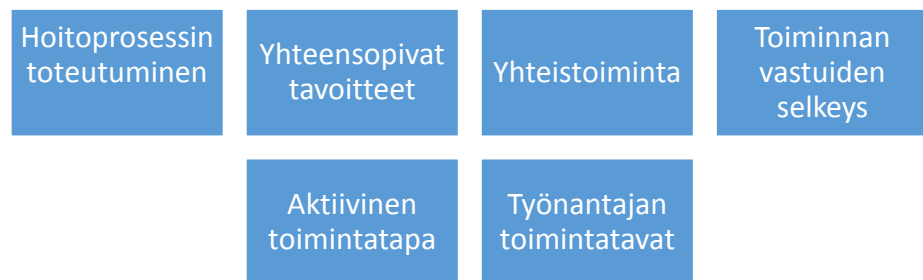 Hoitoprosessin
toteutuminen
Yhteensopivat
tavoitteet
Yhteistoiminta
Toiminnan
vastuiden
selkeys
Aktiivinen
toimintatapa
Työnantajan
toimintatavat